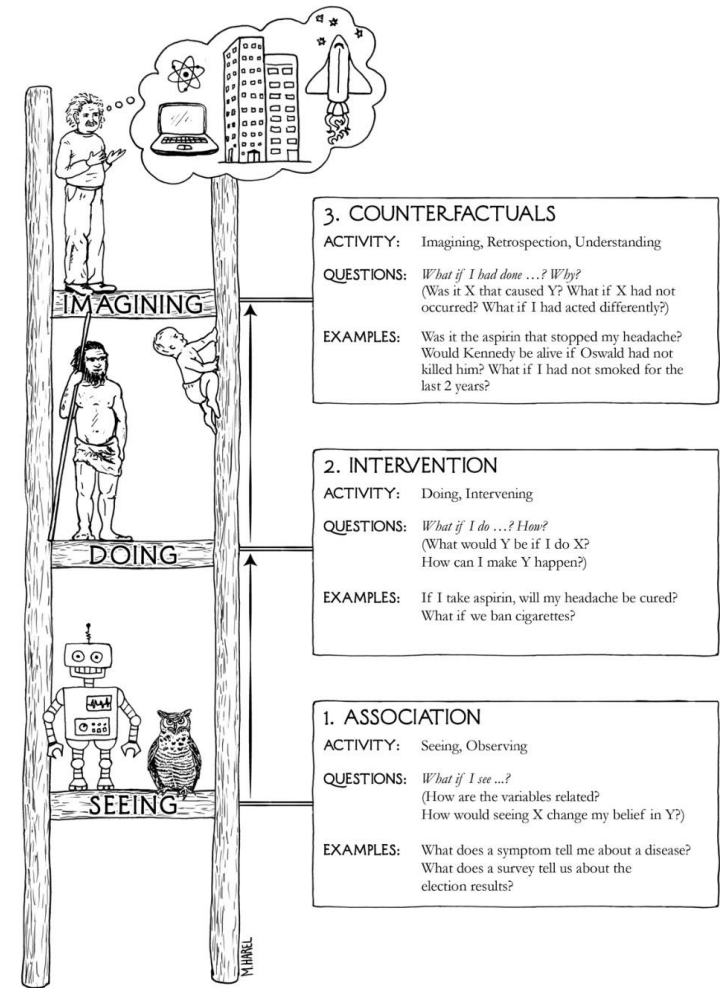 3. COUNTERFACTUALS
ACTIVITY: Imagining, Retrospection, Understanding
QUESTIONS: What if I had done …? Why?
(Was it X that caused Y? What if X had not
occurred? What if I had acted differently?)
EXAMPLES: Was it the aspirin that stopped my headache?
Would Kennedy be alive if Oswald had not
killed him? What if I had not smoked for the
last 2 years?
IMAGINING
2. INTERVENTION
ACTIVITY: Doing, Intervening
QUESTIONS: What if I do …? How?
(What would Y be if I do X?
How can I make Y happen?)
EXAMPLES: If I take aspirin, will my headache be cured?
What if we ban cigarettes?
DOING
1. ASSOCIATION
ACTIVITY: Seeing, Observing
QUESTIONS: What if I see ...?
(How are the variables related?
How would seeing X change my belief in Y?)
EXAMPLES: What does a symptom tell me about a disease?
What does a survey tell us about the
election results?
SEEING
M.HAREL